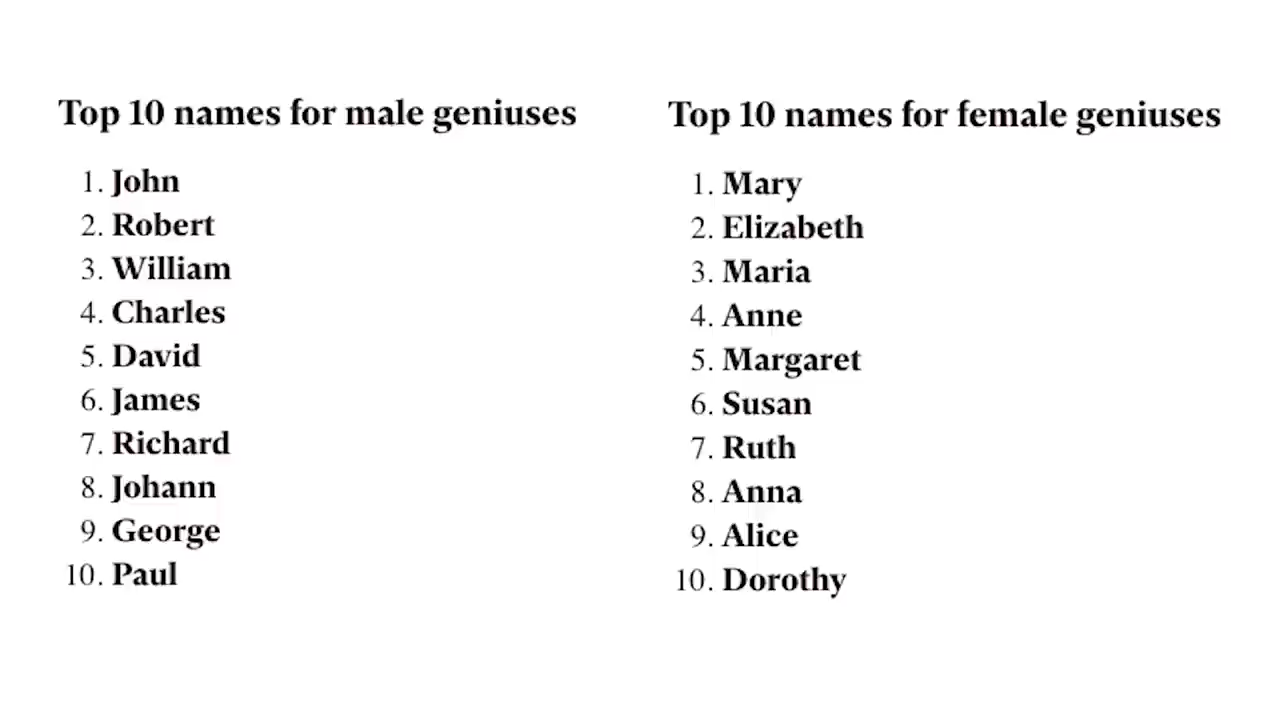 Top 10 names for male geniuses
1. John
2. Robert
3. William
4. Charles
5. David
6. James
7. Richard
8. Johann
9. George
10. Paul
Top 10 names for female geniuses
1. Mary
2. Elizabeth
3. Maria
4. Anne
5. Margaret
6. Susan
7. Ruth
8. Anna
9. Alice
10. Dorothy